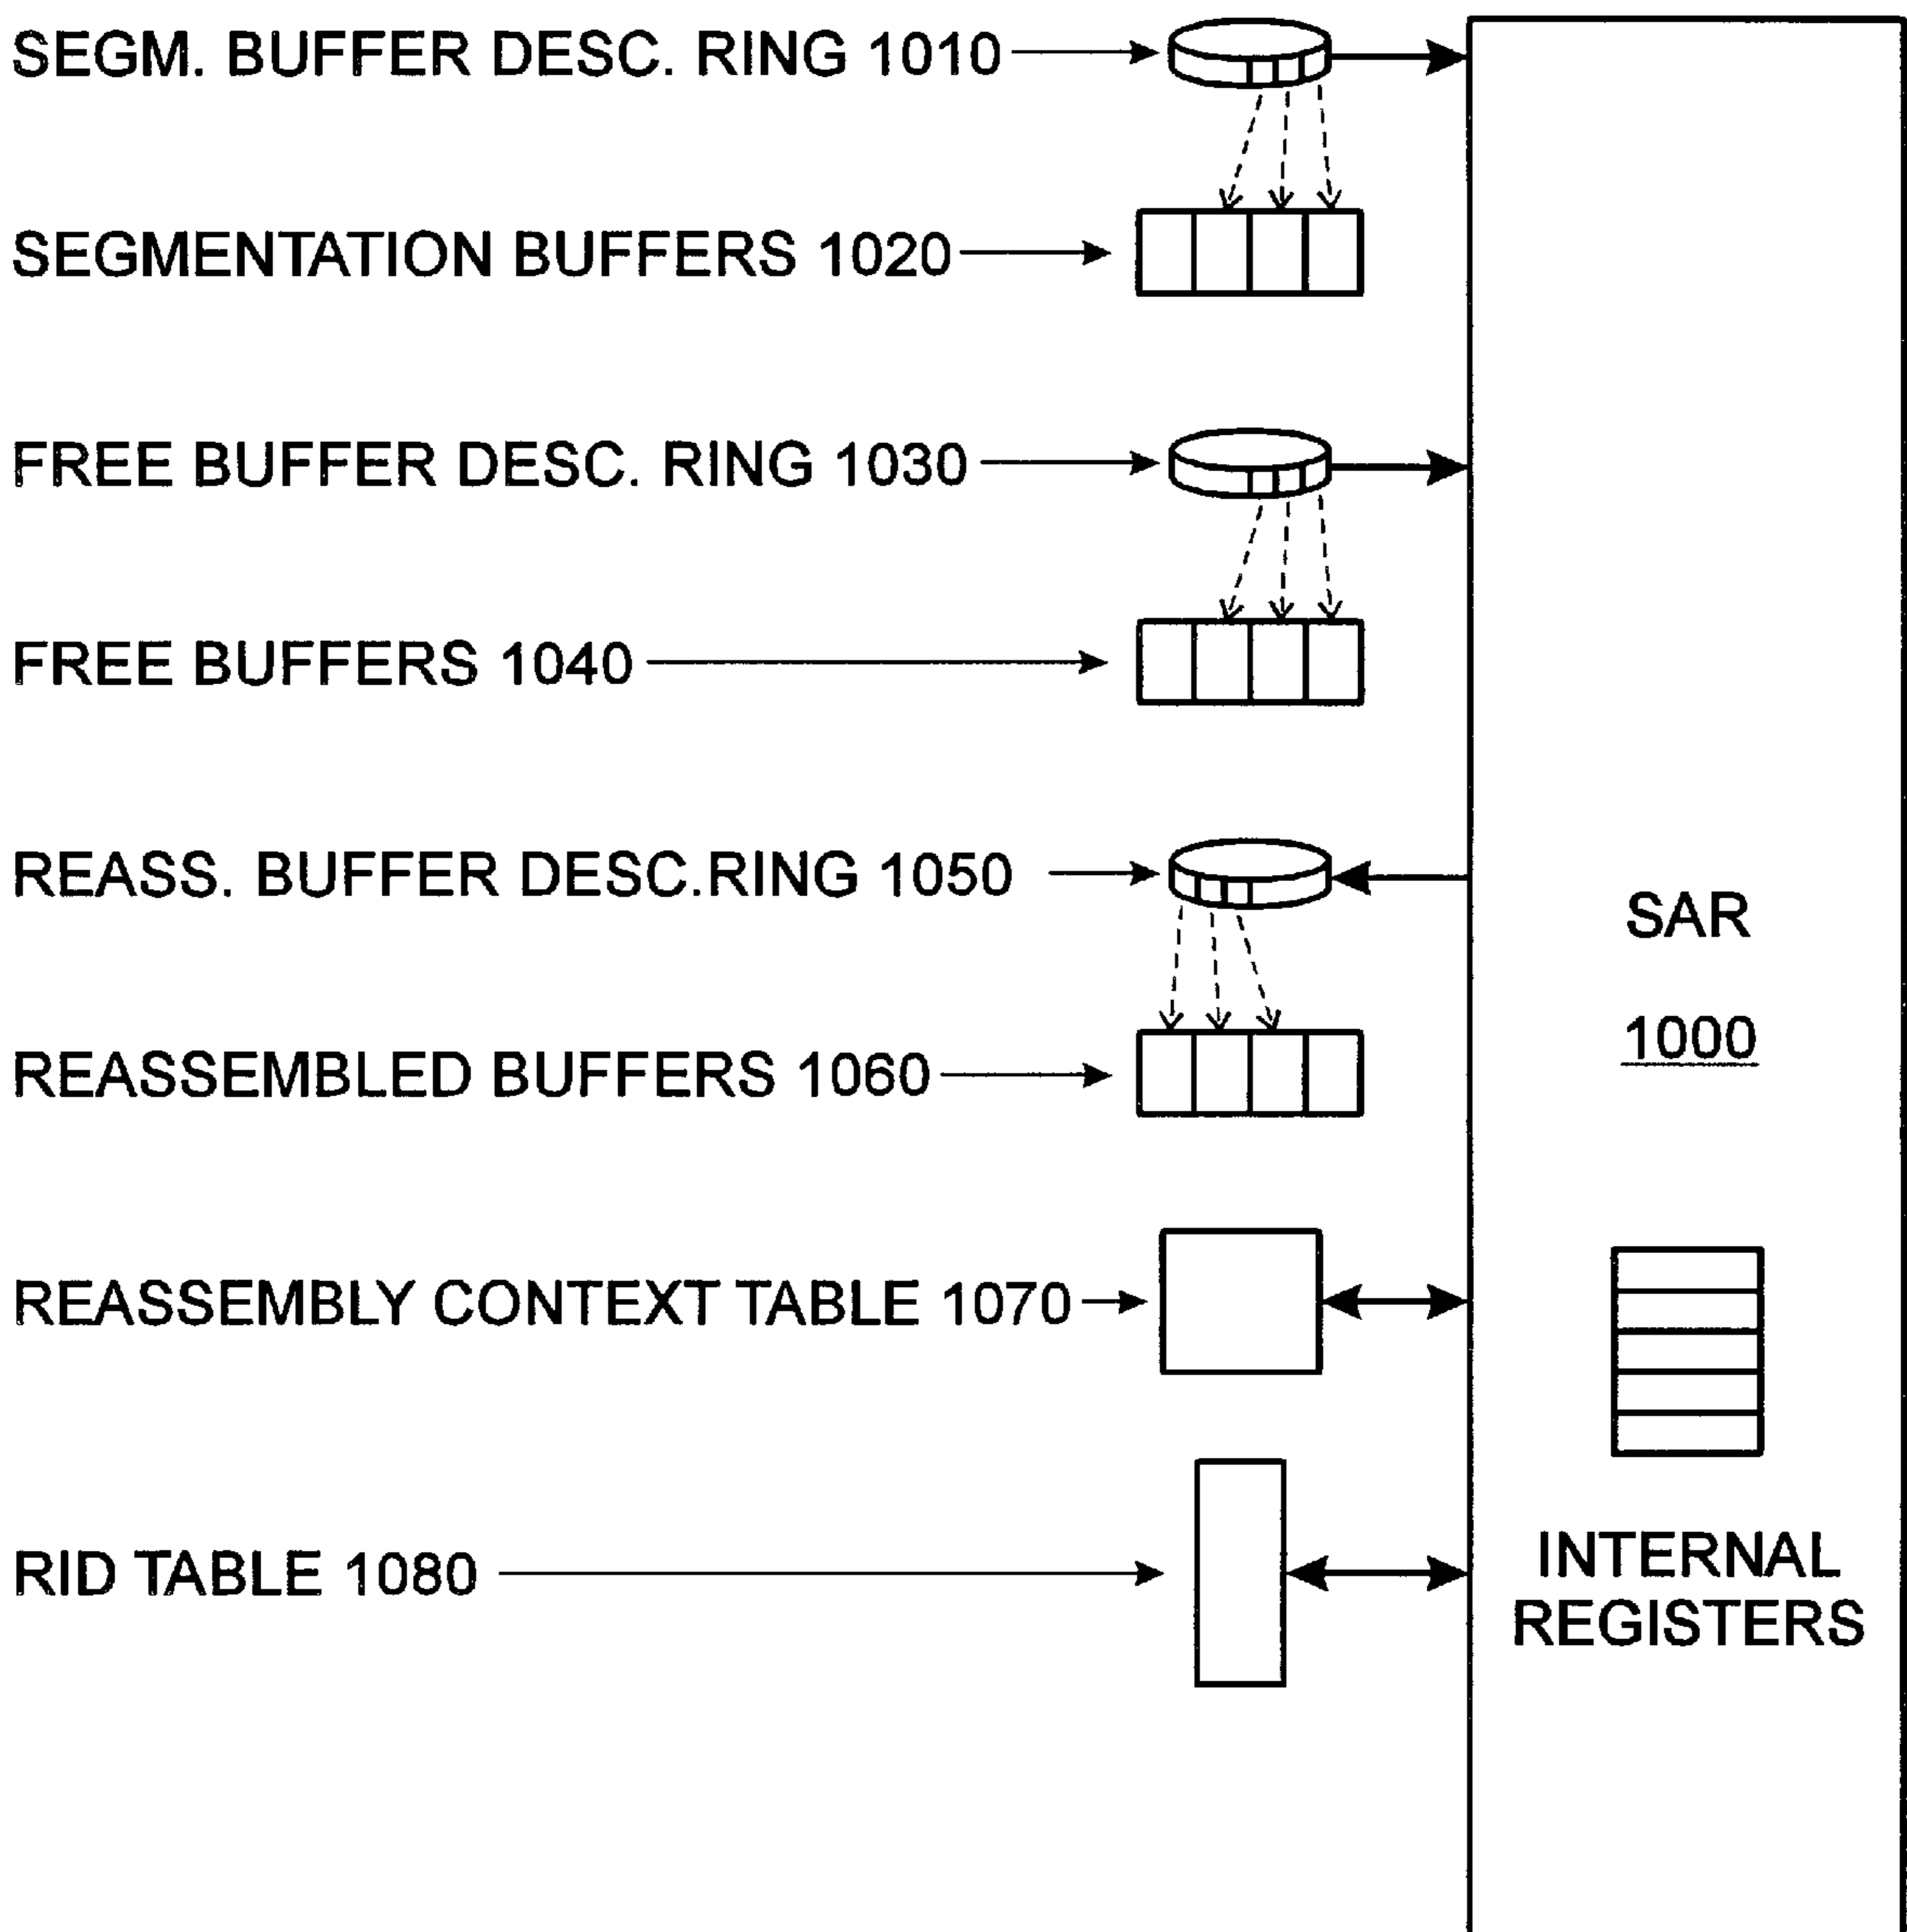 SEGM. BUFFER DESC. RING 1010
SEGMENTATION BUFFERS 1020
FREE BUFFER DESC. RING 1030
FREE BUFFERS 1040
REASS. BUFFER DESC.RING 1050
SAR
1000
REASSEMBLED BUFFERS 1060
REASSEMBLY CONTEXT TABLE 1070
RID TABLE 1080
INTERNAL
REGISTERS